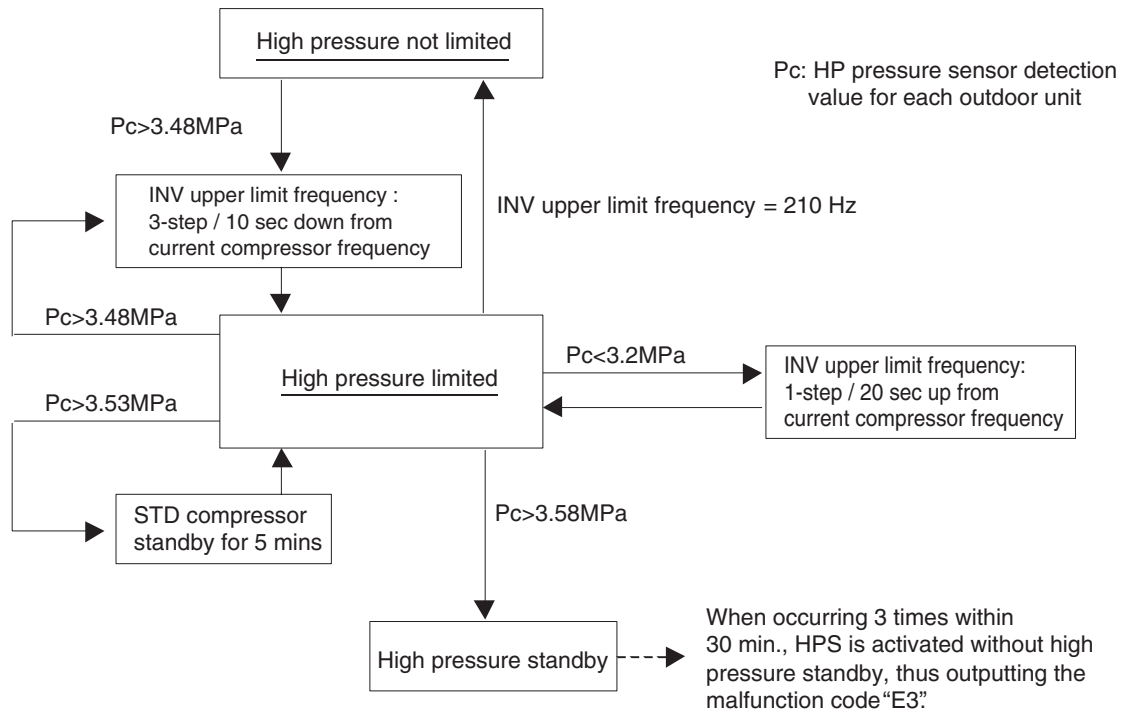 High pressure not limited
Pc: HP pressure sensor detection
value for each outdoor unit
Pc>3.48MPa
INV upper limit frequency :
3-step / 10 sec down from
current compressor frequency
INV upper limit frequency = 210 Hz
Pc>3.48MPa
High pressure limited
Pc<3.2MPa
INV upper limit frequency:
1-step / 20 sec up from
current compressor frequency
Pc>3.53MPa
STD compressor
standby for 5 mins
Pc>3.58MPa
High pressure standby
When occurring 3 times within
30 min., HPS is activated without high
pressure standby, thus outputting the
malfunction code “E3”.